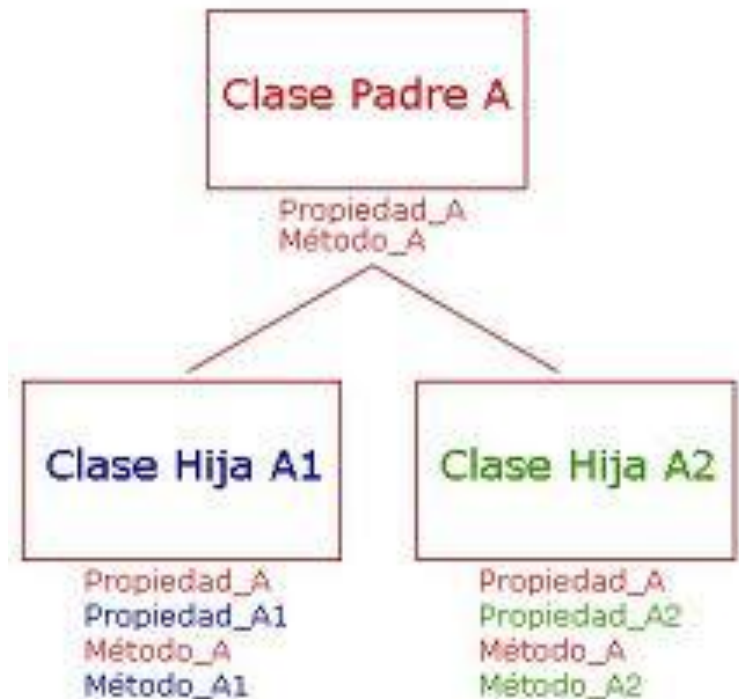 Clase Padre A
Propiedad_A
Método_A
Clase Hija A1
Clase Hija A2
Propiedad_A
Propiedad_A1
Método_A
Método_A1
Propiedad_A
Propiedad_A2
Método_A
Método_A2